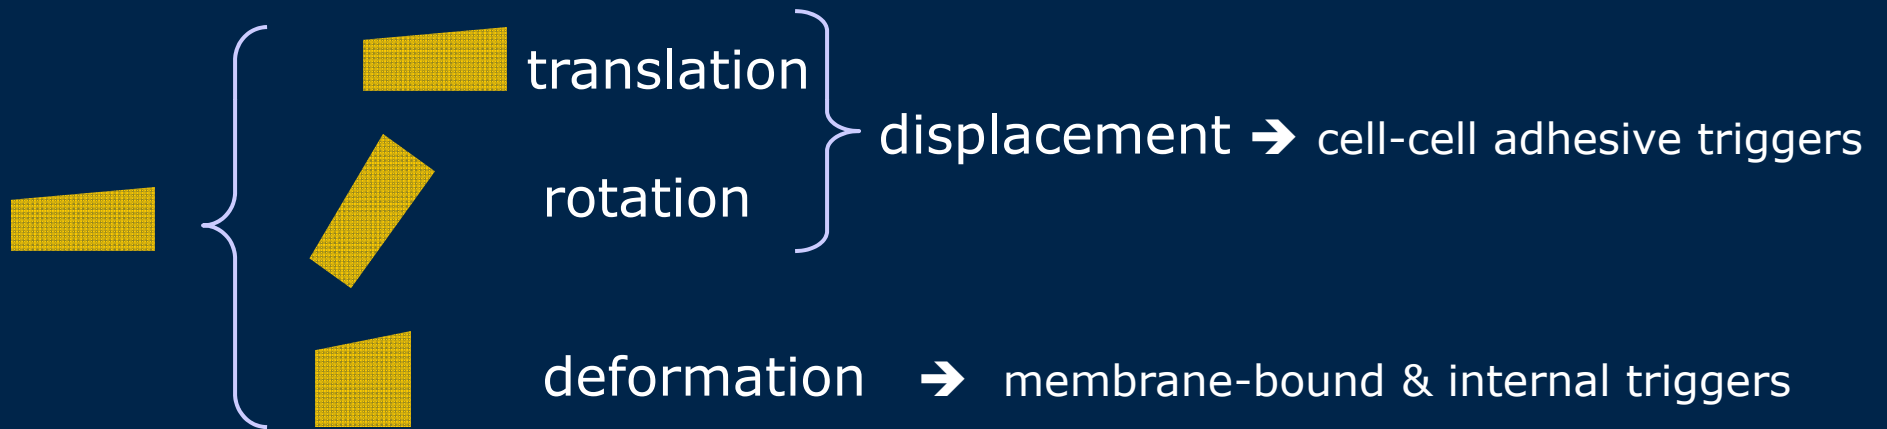 translation
rotation
displacement ➔ cell-cell adhesive triggers
deformation ➔ membrane-bound & internal triggers